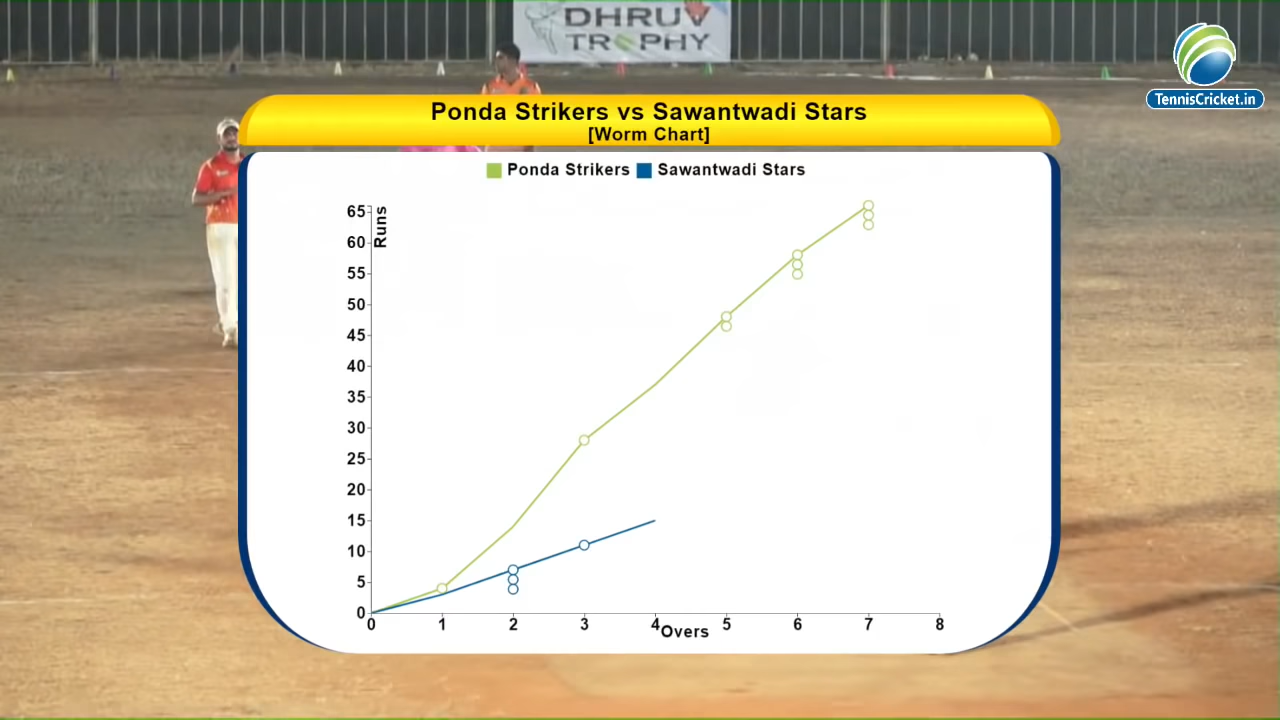 DHRUV
TROPHY
TennisCricket.in
Ponda Strikers vs Sawantwadi Stars
[Worm Chart]
Ponda Strikers Sawantwadi Stars
Runs
65
60
55
50
45
40
35
30
25
20
15
10
5
0
0 1 2 3 4 5 6 7 8
Overs